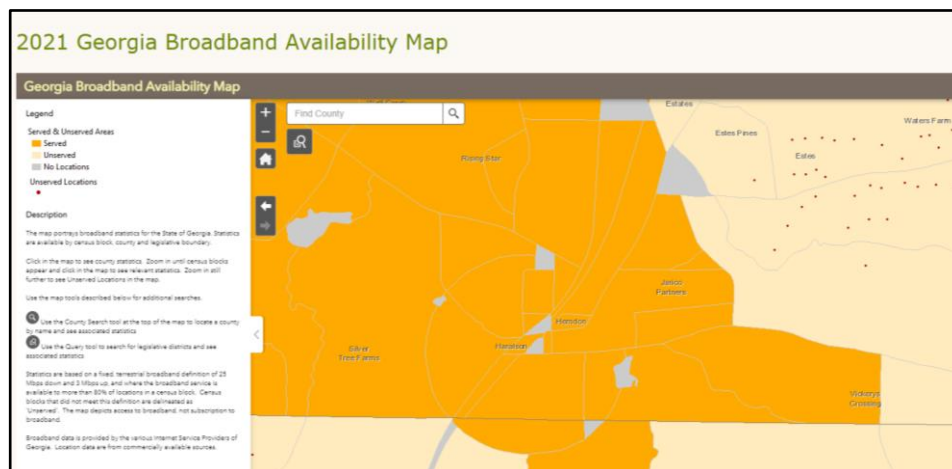 2021 Georgia Broadband Availability Map
Georgia Broadband Availability Map
Legend
Served & Unserved Areas
Served
Unserved
No Locations
Unserved Locations
Description
The map portrays broadband statistics for the State of Georgia. Statistics
are available by census block, county and legislative boundary.
Click in the map to see county statistics. Zoom in until census blocks
appear and click in the map to see relevant statistics. Zoom in still
further to see Unserved Locations in the map.
Use the map tools described below for additional searches.
Use the County Search tool at the top of the map to locate a county
by name and see associated statistics
Use the Query tool to search for legislative districts and see
associated statistics
Statistics are based on a fixed, terrestrial broadband definition of 25
Mbps down and 3 Mbps up, and where the broadband service is
available to more than 80% of locations in a census block. Census
blocks that did not meet this definition are delineated as
'Unserved'. The map depicts access to broadband, not subscription to
broadband.
Broadband data is provided by the various Internet Service Providers of
Georgia. Location data are from commercially available sources.
+
−
Find County
Rising Star
Estates
Estes Pines
Estes
Waters Farm
Jatico
Partners
Herndon
Silver
Tree Farms
Vickerys
Crossing